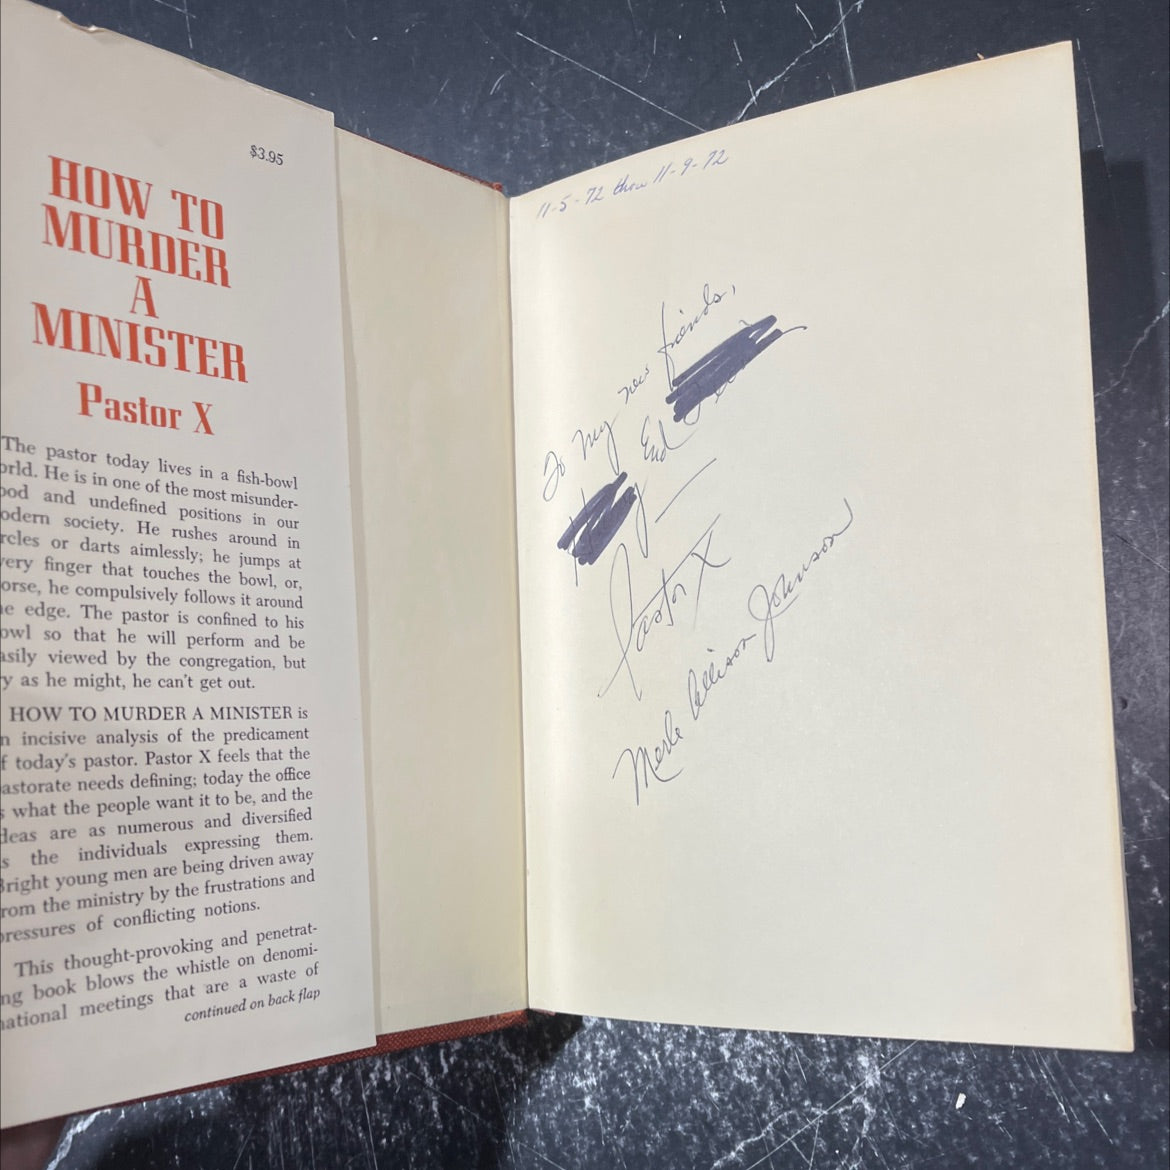 $3.95
HOW TO
MURDER
A
MINISTER
Pastor X
The pastor today lives in a fish-bowl
orld. He is in one of the most misunder-
ood and undefined positions in our
odern society. He rushes around in
rcles or darts aimlessly; he jumps at
very finger that touches the bowl, or,
orse, he compulsively follows it around
he edge. The pastor is confined to his
owl so that he will perform and be
asily viewed by the congregation, but
y as he might, he can't get out.
HOW TO MURDER A MINISTER is
n incisive analysis of the predicament
f today's pastor. Pastor X feels that the
astorate needs defining; today the office
s what the people want it to be, and the
deas are as numerous and diversified
s the individuals expressing them.
Bright young men are being driven away
rom the ministry by the frustrations and
pressures of conflicting notions.
This thought-provoking and penetrat-
ng book blows the whistle on denomi-
national meetings that are a waste of
continued on back flap
11-5-72 thru 11-9-72
To my new friends,
End
Pastor X
Merle Allison Johnson